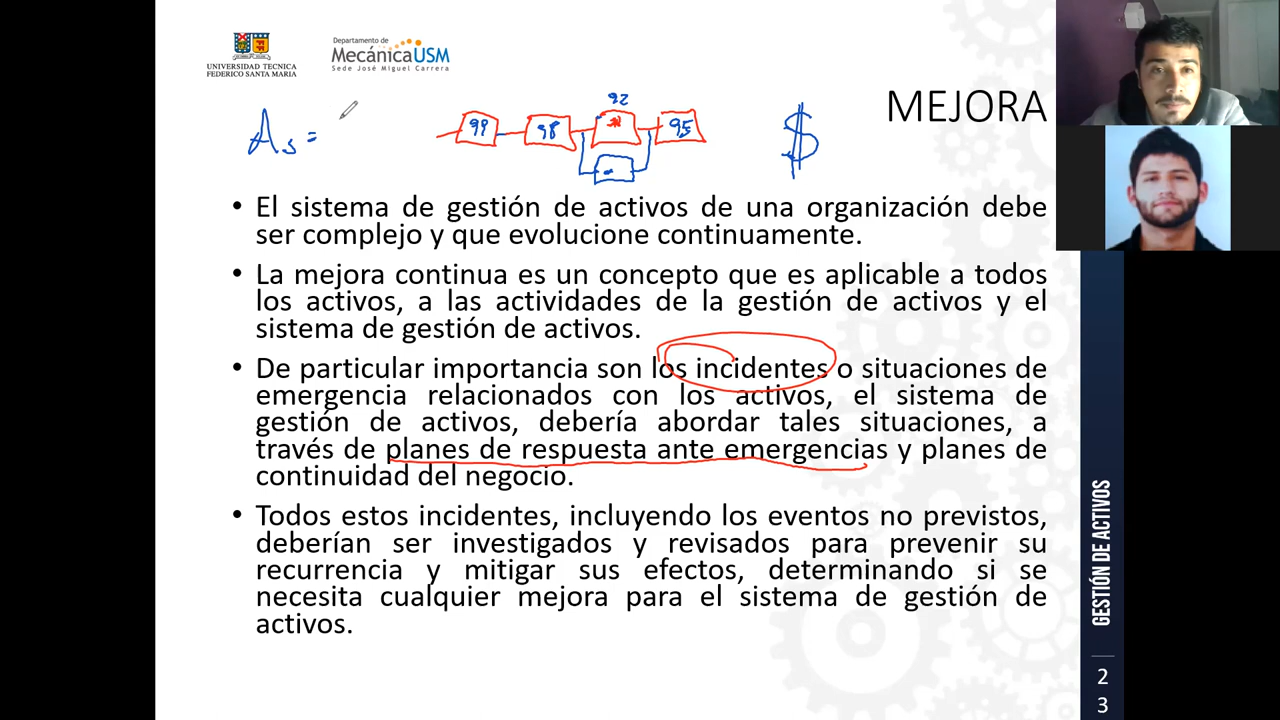 UNIVERSIDAD TECNICA
FEDERICO SANTA MARIA
Departamento de
MecánicaUSM
Sede José Miguel Carrera
MEJORA
As =
92
99
98
95
$
• El sistema de gestión de activos de una organización debe
ser complejo y que evolucione continuamente.
• La mejora continua es un concepto que es aplicable a todos
los activos, a las actividades de la gestión de activos y el
sistema de gestión de activos.
• De particular importancia son los incidentes o situaciones de
emergencia relacionados con los activos, el sistema de
gestión de activos, debería abordar tales situaciones, a
través de planes de respuesta ante emergencias y planes de
continuidad del negocio.
• Todos estos incidentes, incluyendo los eventos no previstos,
deberían ser investigados y revisados para prevenir su
recurrencia y mitigar sus efectos, determinando si se
necesita cualquier mejora para el sistema de gestión de
activos.
GESTIÓN DE ACTIVOS
2
3